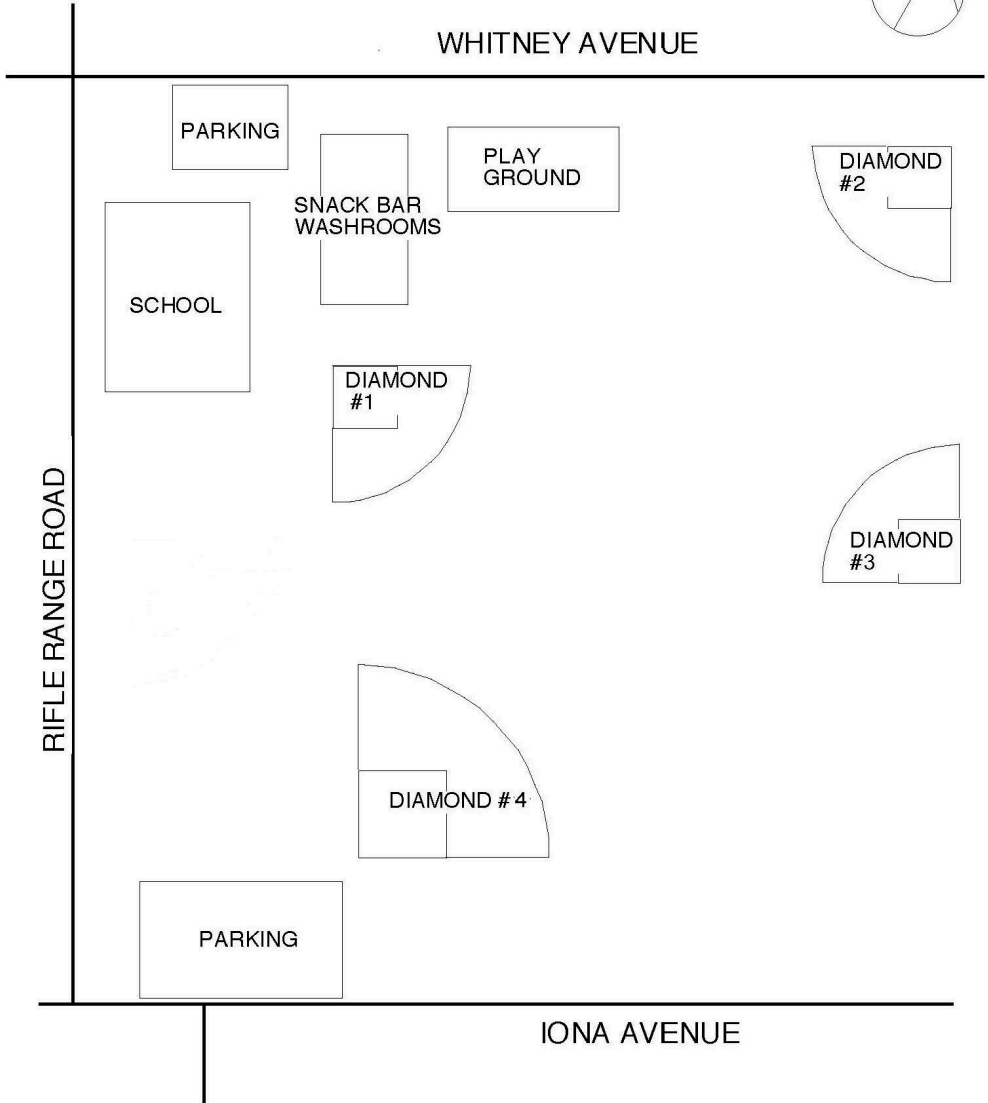 WHITNEY AVENUE
PARKING
PLAY
GROUND
DIAMOND
#2
SNACK BAR
WASHROOMS
SCHOOL
DIAMOND
#1
RIFLE RANGE ROAD
DIAMOND
#3
DIAMOND #4
PARKING
IONA AVENUE